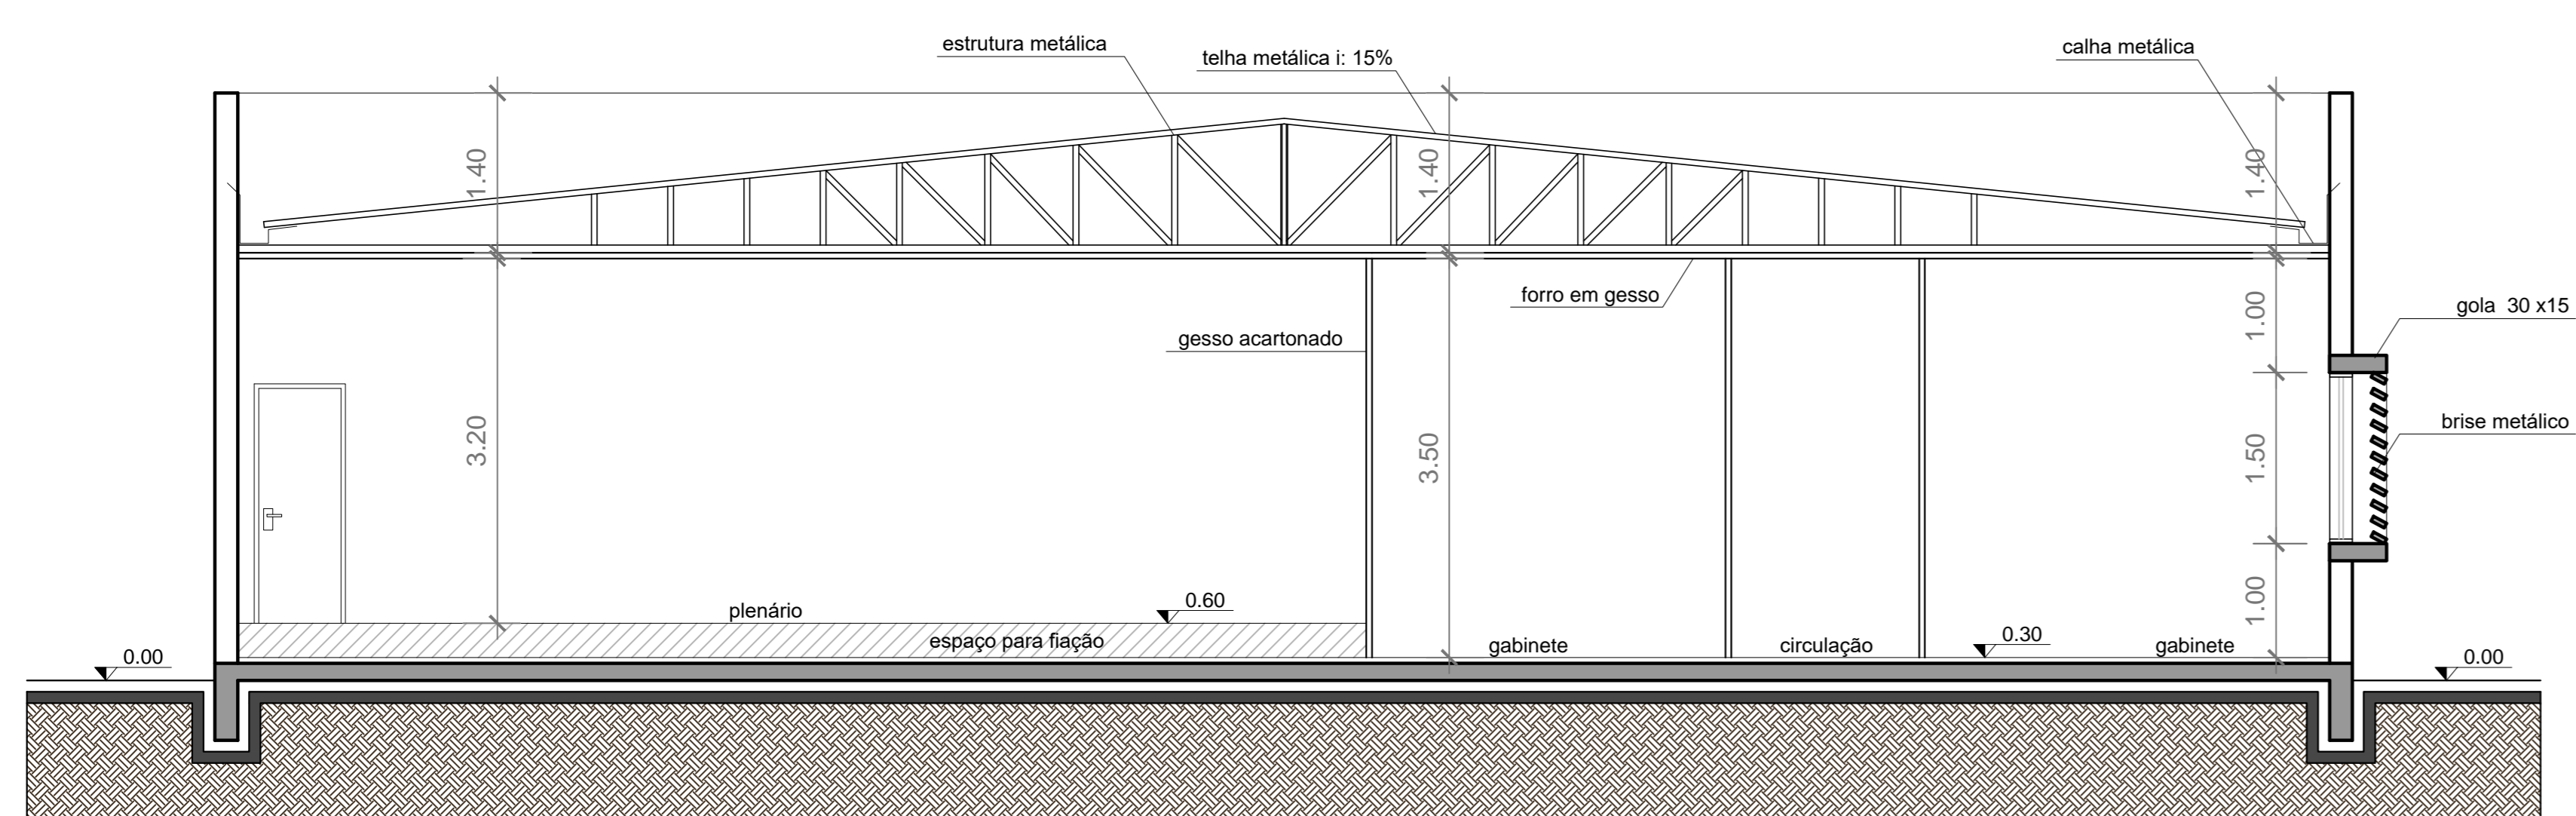 estrutura metálica
telha metálica i: 15%
calha metálica
1.40
1.40
1.40
forro em gesso
1.00
gola 30 x15
gesso acartonado
3.20
3.50
1.50
brise metálico
plenário
0.60
1.00
espaço para fiação
gabinete
circulação
0.30
gabinete
0.00
0.00